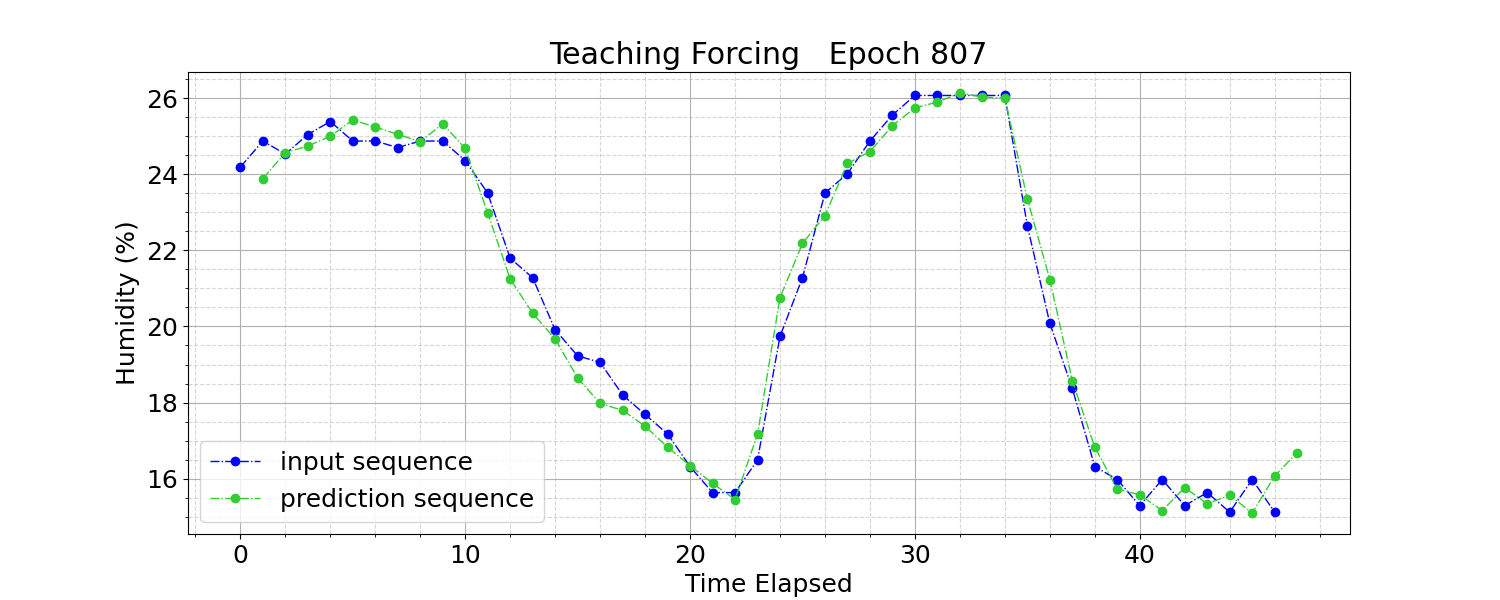 Teaching Forcing   Epoch 807
Humidity (%)
26
24
22
20
18
16
input sequence
prediction sequence
0 10 20 30 40
Time Elapsed